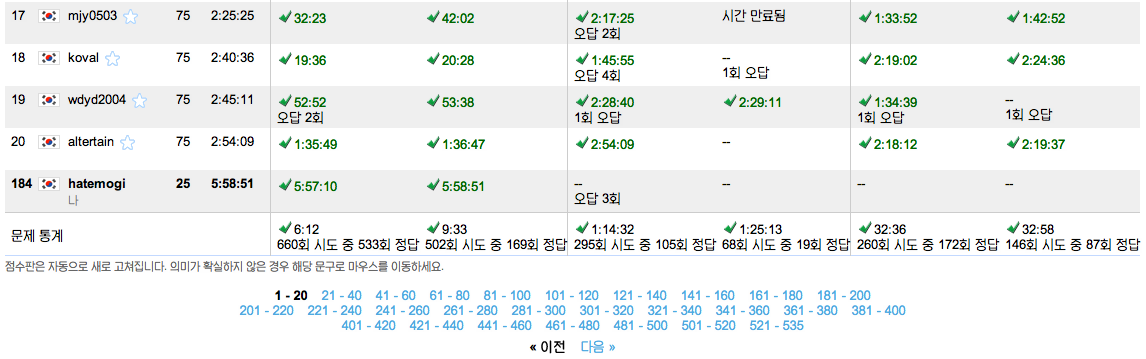 17 mjy0503 75 2:25:25 32:23 42:02 2:17:25 시간 만료됨 1:33:52 1:42:52
오답 2회
18 koval 75 2:40:36 19:36 20:28 1:45:55 -- 2:19:02 2:24:36
오답 4회 1회 오답
19 wdyd2004 75 2:45:11 52:52 53:38 2:28:40 2:29:11 1:34:39 --
오답 2회 1회 오답 1회 오답 1회 오답
20 altertain 75 2:54:09 1:35:49 1:36:47 2:54:09 -- 2:18:12 2:19:37
184 hatemogi 25 5:58:51 5:57:10 5:58:51 -- -- -- --
나 오답 3회
문제 통계 6:12 9:33 1:14:32 1:25:13 32:36 32:58
660회 시도 중 533회 정답 502회 시도 중 169회 정답 295회 시도 중 105회 정답 68회 시도 중 19회 정답 260회 시도 중 172회 정답 146회 시도 중 87회 정답
점수판은 자동으로 새로 고쳐집니다. 의미가 확실하지 않은 경우 해당 문구로 마우스를 이동하세요.
1 - 20 21 - 40 41 - 60 61 - 80 81 - 100 101 - 120 121 - 140 141 - 160 161 - 180 181 - 200
201 - 220 221 - 240 241 - 260 261 - 280 281 - 300 301 - 320 321 - 340 341 - 360 361 - 380 381 - 400
401 - 420 421 - 440 441 - 460 461 - 480 481 - 500 501 - 520 521 - 535
« 이전 다음 »